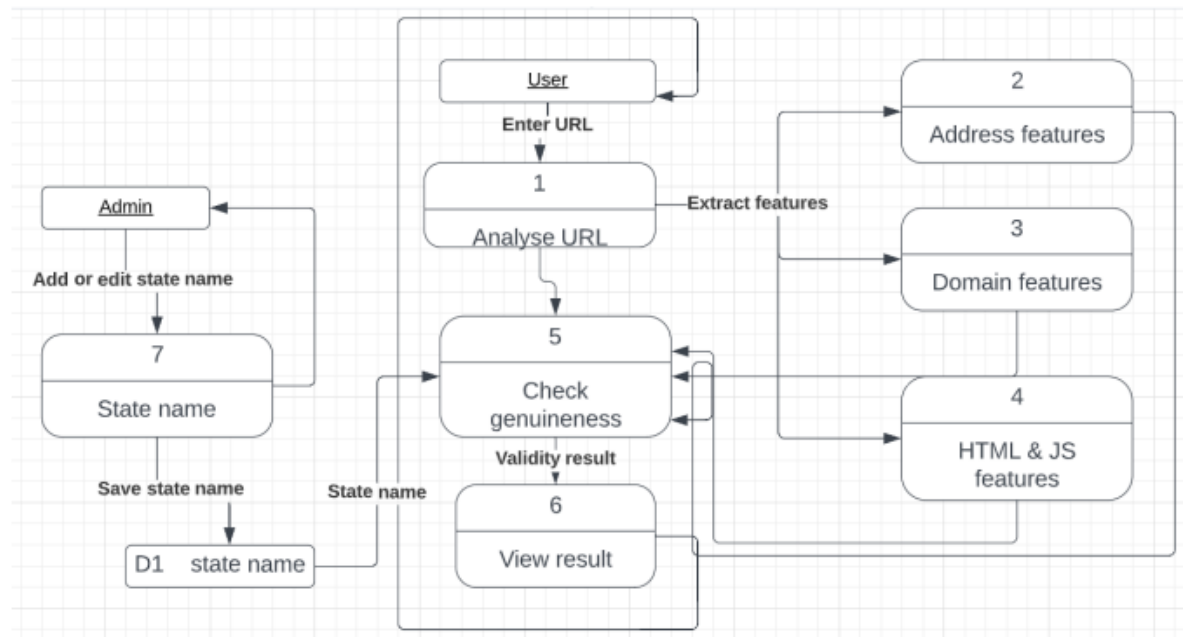 User
Enter URL
1
Analyse URL
Extract features
2
Address features
3
Domain features
4
HTML & JS
features
Admin
Add or edit state name
7
State name
Save state name
D1 state name
State name
5
Check
genuineness
Validity result
6
View result